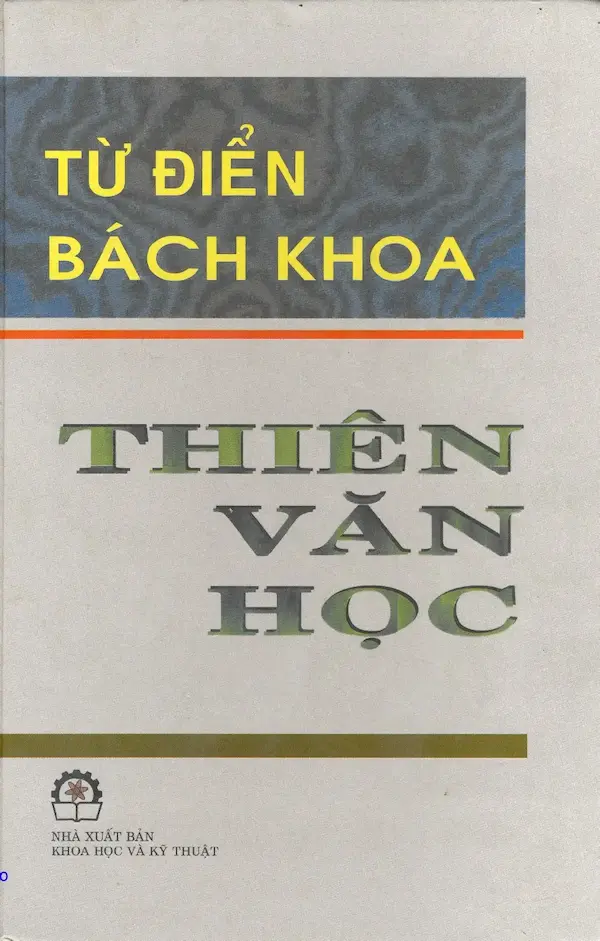 TỪ ĐIỂN
BÁCH KHOA
THIÊN
VĂN
HỌC
NHÀ XUẤT BẢN
KHOA HỌC VÀ KỸ THUẬT
o